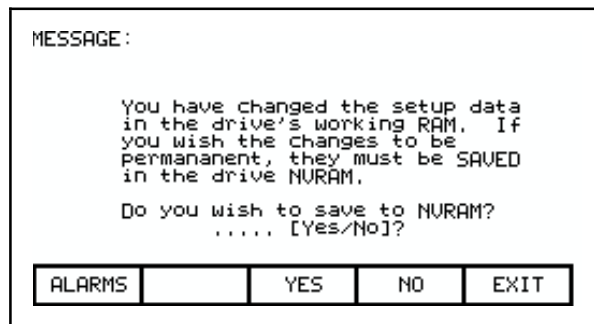 MESSAGE:
You have changed the setup data
in the drive's working RAM. If
you wish the changes to be
permananent, they must be SAVED
in the drive NVRAM.
Do you wish to save to NVRAM?
..... [Yes/No]?
ALARMS YES NO EXIT